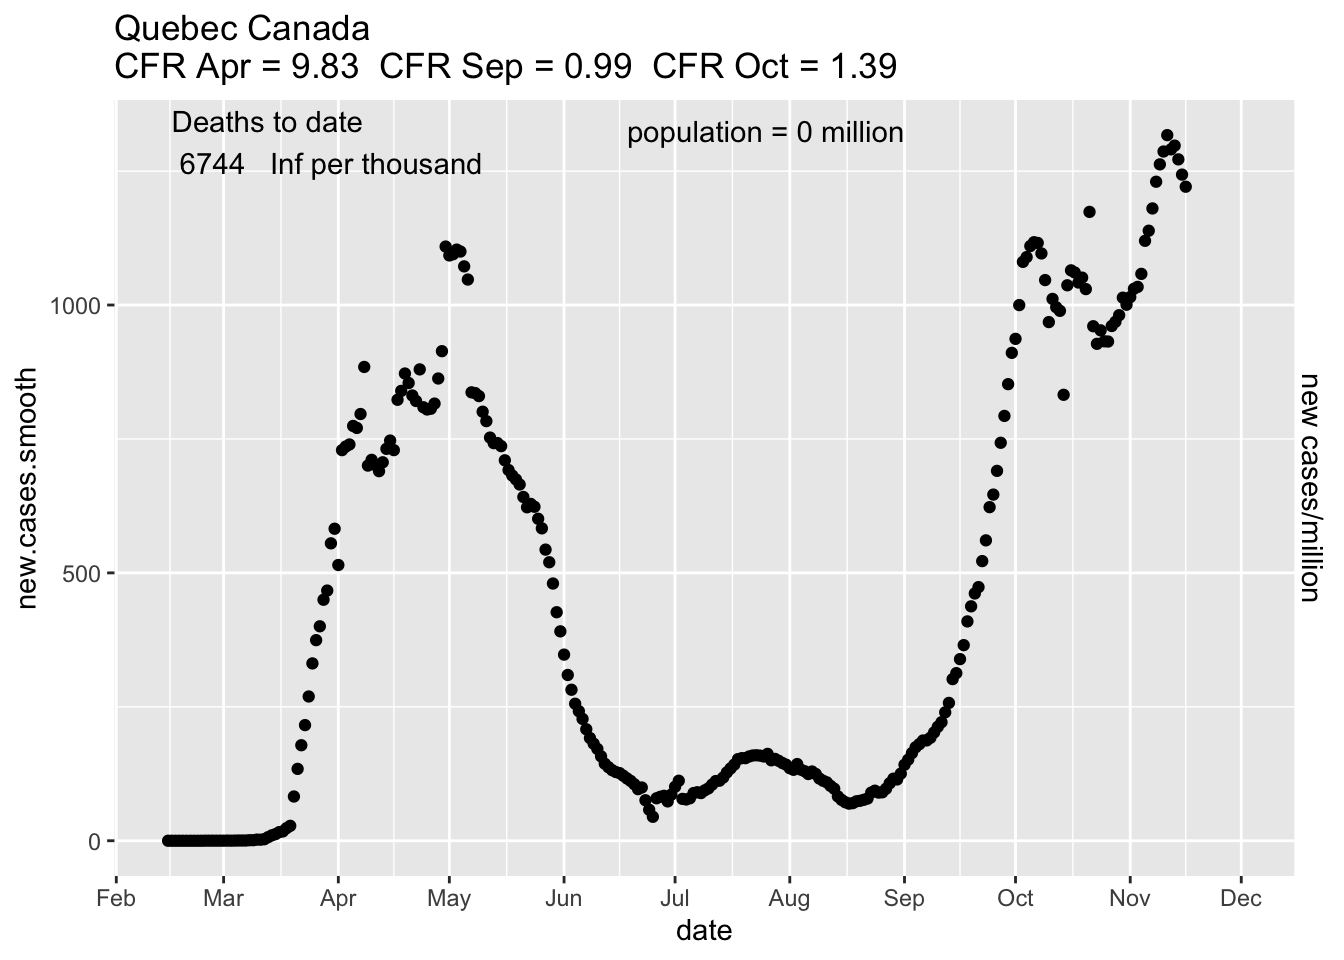 Quebec Canada
CFR Apr = 9.83  CFR Sep = 0.99  CFR Oct = 1.39
Deaths to date
population = 0 million
6744   Inf per thousand
new.cases.smooth
1000
500
0
new cases/million
Feb Mar Apr May Jun Jul Aug Sep Oct Nov Dec
date